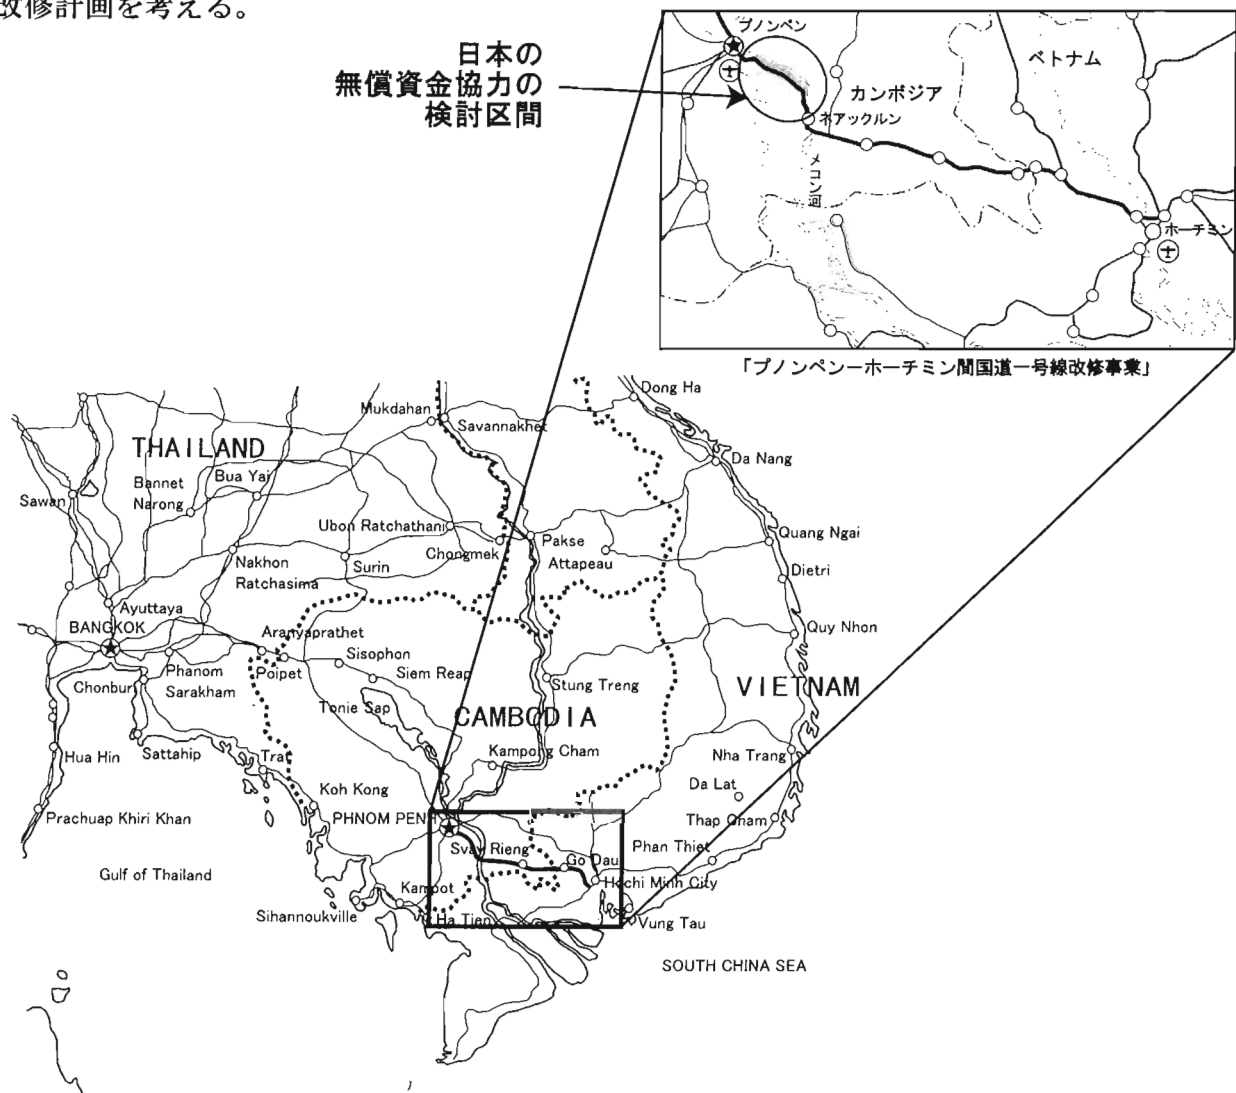 改修計画を考える。
日本の
無償資金協力の
検討区間
プノンペン
カンボジア
ベトナム
ネアックルン
メコン河
ホーチミン
「プノンペンーホーチミン間国道一号線改修事業」
Dong Ha
Mukdahan
Savannakhet
THAILAND
Da Nang
Bannet
Narong
Bua Yai
Sawan
Ubon Ratchathani
Chongmek
Pakse
Attapeau
Quang Ngai
Nakhon
Ratchasima
Surin
Dietri
Ayuttaya
BANGKOK
Aranyaprathet
Quy Nhon
Sisophon
Phanom
Sarakham
Poipet
Siem Reap
Chonburi
Stung Treng
VIETNAM
Tonie Sap
CAMBODIA
Hua Hin
Sattahip
Trat
Kampong Cham
Nha Trang
Da Lat
Koh Kong
Prachuap Khiri Khan
PHNOM PENH
Thap Cham
Svay Rieng
Go Dau
Phan Thiet
Gulf of Thailand
Kampot
Hochi Minh City
Sihannoukville
Ha Tien
Vung Tau
SOUTH CHINA SEA